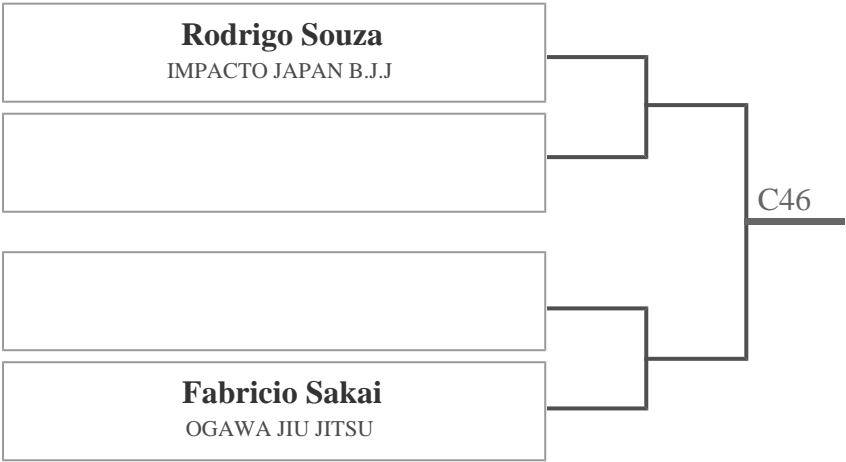 Rodrigo Souza
IMPACTO JAPAN B.J.J
C46
Fabricio Sakai
OGAWA JIU JITSU